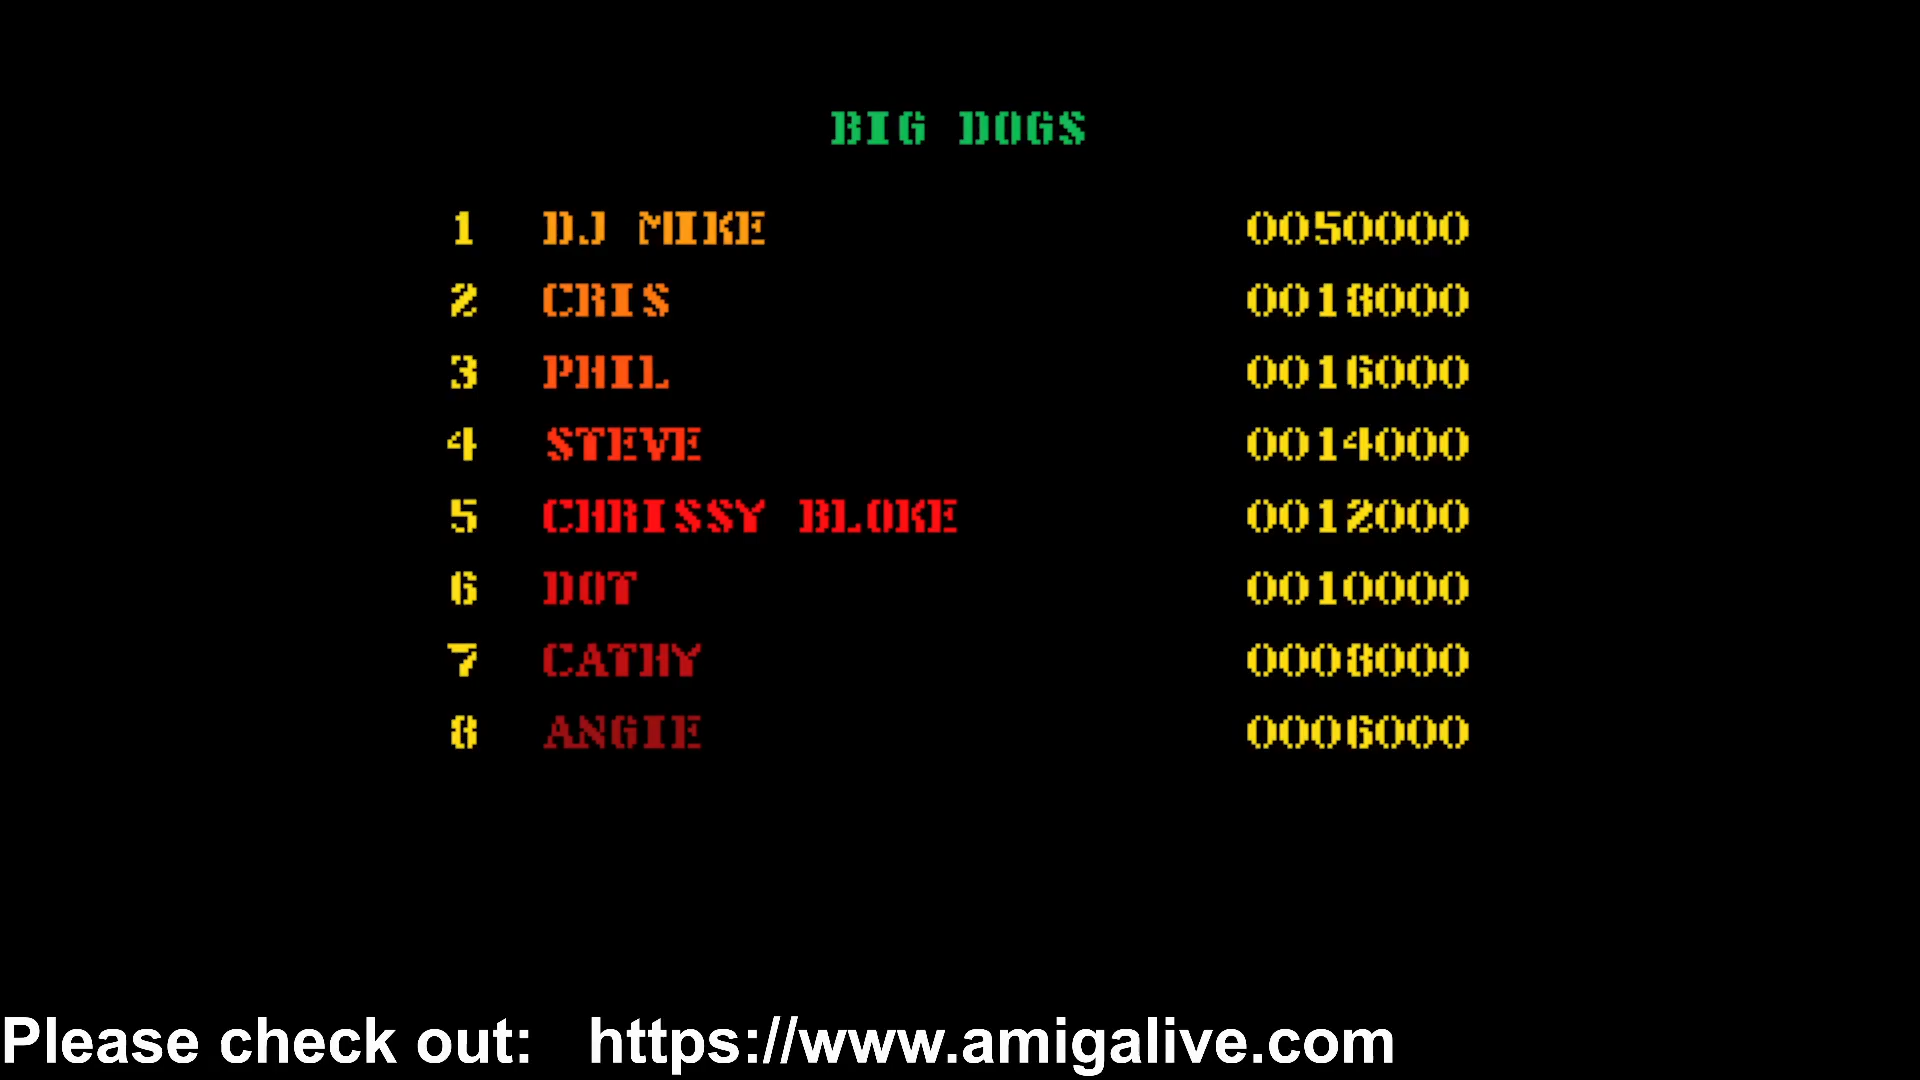 BIG DOGS
1 DJ MIKE 0050000
2 CRIS 0018000
3 PHIL 0016000
4 STEVE 0014000
5 CHRISSY BLOKE 0012000
6 DOT 0010000
7 CATHY 0008000
8 ANGIE 0006000
Please check out: https://www.amigalive.com